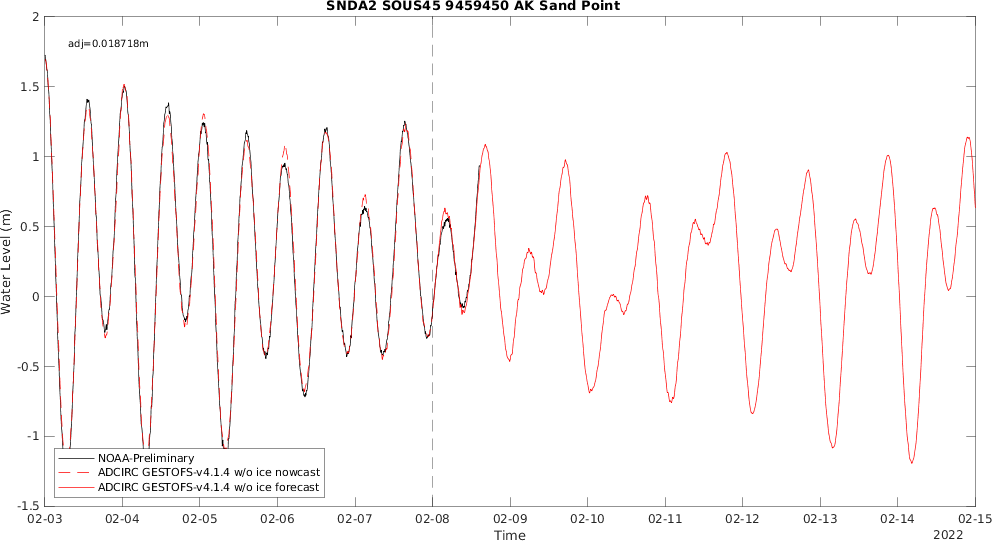 SNDA2 SOUS45 9459450 AK Sand Point
adj=0.018718m
Water Level (m)
2
1.5
1
0.5
0
-0.5
-1
-1.5
NOAA-Preliminary
ADCIRC GESTOFS-v4.1.4 w/o ice nowcast
ADCIRC GESTOFS-v4.1.4 w/o ice forecast
02-03 02-04 02-05 02-06 02-07 02-08 02-09 02-10 02-11 02-12 02-13 02-14 02-15
Time
2022